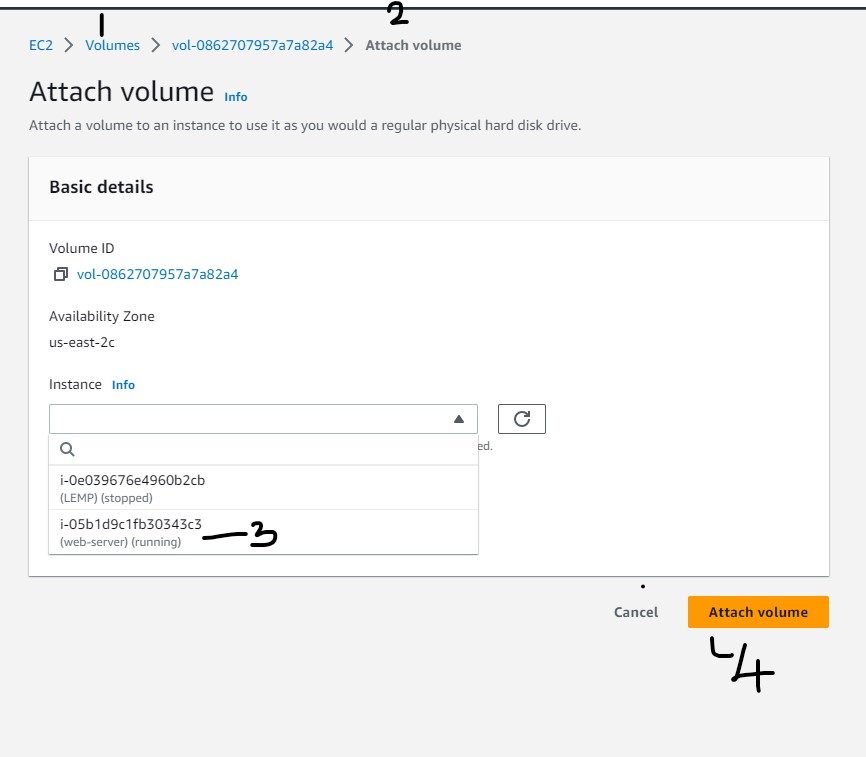 1
2
EC2 > Volumes > vol-0862707957a7a82a4 > Attach volume
Attach volume Info
Attach a volume to an instance to use it as you would a regular physical hard disk drive.
Basic details
Volume ID
vol-0862707957a7a82a4
Availability Zone
us-east-2c
Instance Info
ed.
i-0e039676e4960b2cb
(LEMP) (stopped)
i-05b1d9c1fb30343c3
(web-server) (running)
3
Cancel
Attach volume
4